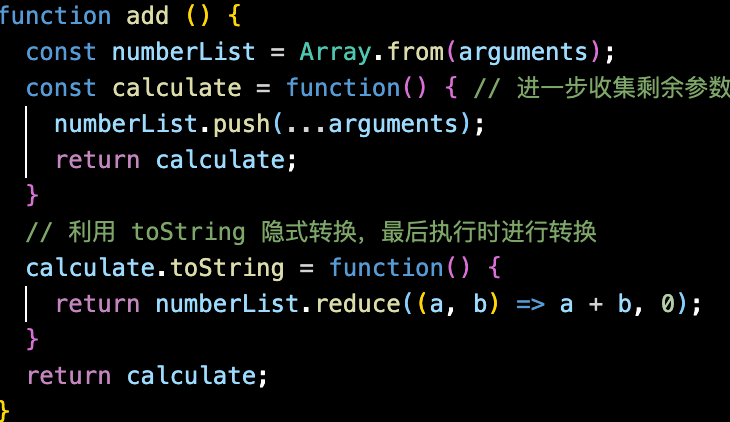 function add () {
  const numberList = Array.from(arguments);
  const calculate = function() { // 进一步收集剩余参数
    numberList.push(...arguments);
    return calculate;
  }
  // 利用 toString 隐式转换，最后执行时进行转换
  calculate.toString = function() {
    return numberList.reduce((a, b) => a + b, 0);
  }
  return calculate;
}